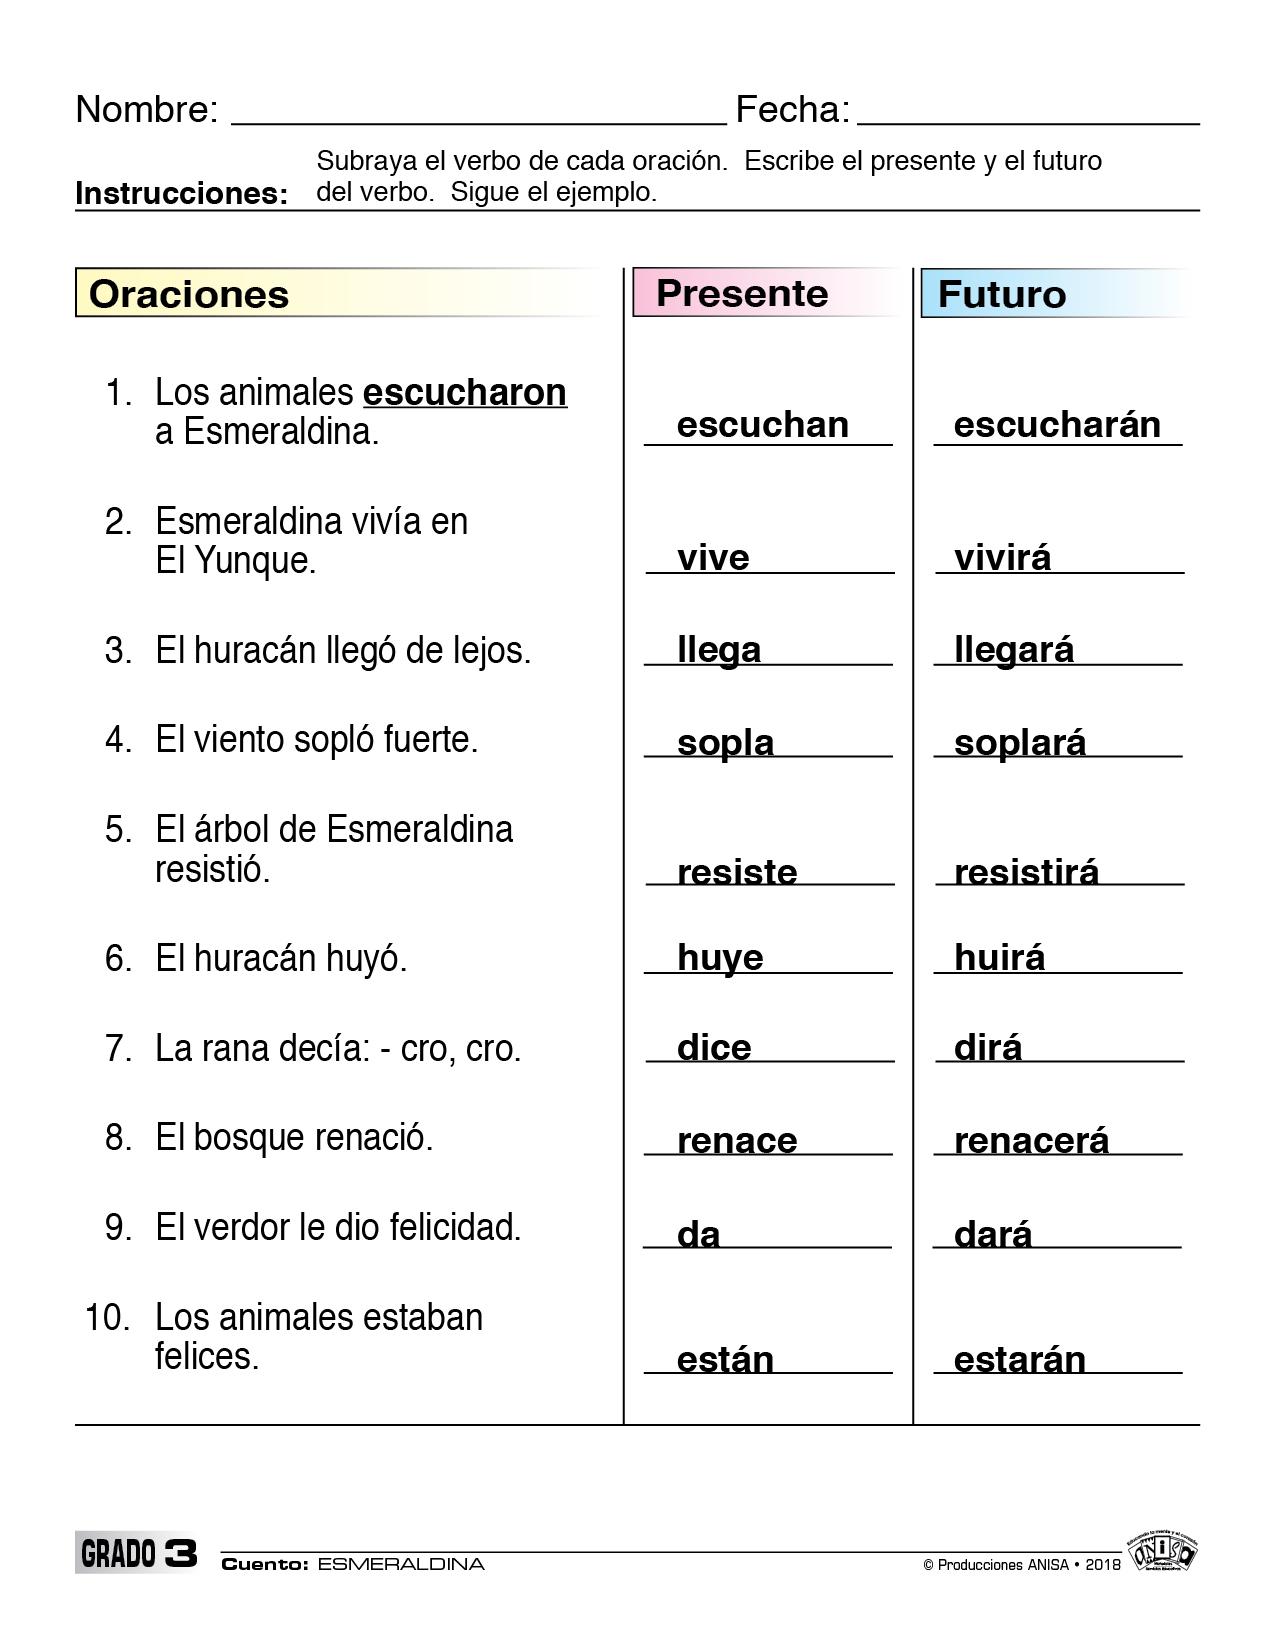 Nombre: Fecha:
Instrucciones: Subraya el verbo de cada oración. Escribe el presente y el futuro
del verbo. Sigue el ejemplo.
Oraciones Presente Futuro
1. Los animales escucharon
a Esmeraldina. escuchan escucharán
2. Esmeraldina vivía en
El Yunque. vive vivirá
3. El huracán llegó de lejos. llega llegará
4. El viento sopló fuerte. sopla soplará
5. El árbol de Esmeraldina
resistió. resiste resistirá
6. El huracán huyó. huye huirá
7. La rana decía: - cro, cro. dice dirá
8. El bosque renació. renace renacerá
9. El verdor le dio felicidad. da dará
10. Los animales estaban
felices. están estarán
GRADO 3 Cuento: ESMERALDINA © Producciones ANISA • 2018
Educando la mente y el corazón
ANISA